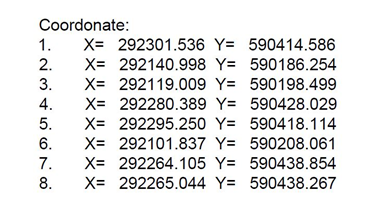 Coordonate:
1. X= 292301.536 Y= 590414.586
2. X= 292140.998 Y= 590186.254
3. X= 292119.009 Y= 590198.499
4. X= 292280.389 Y= 590428.029
5. X= 292295.250 Y= 590418.114
6. X= 292101.837 Y= 590208.061
7. X= 292264.105 Y= 590438.854
8. X= 292265.044 Y= 590438.267